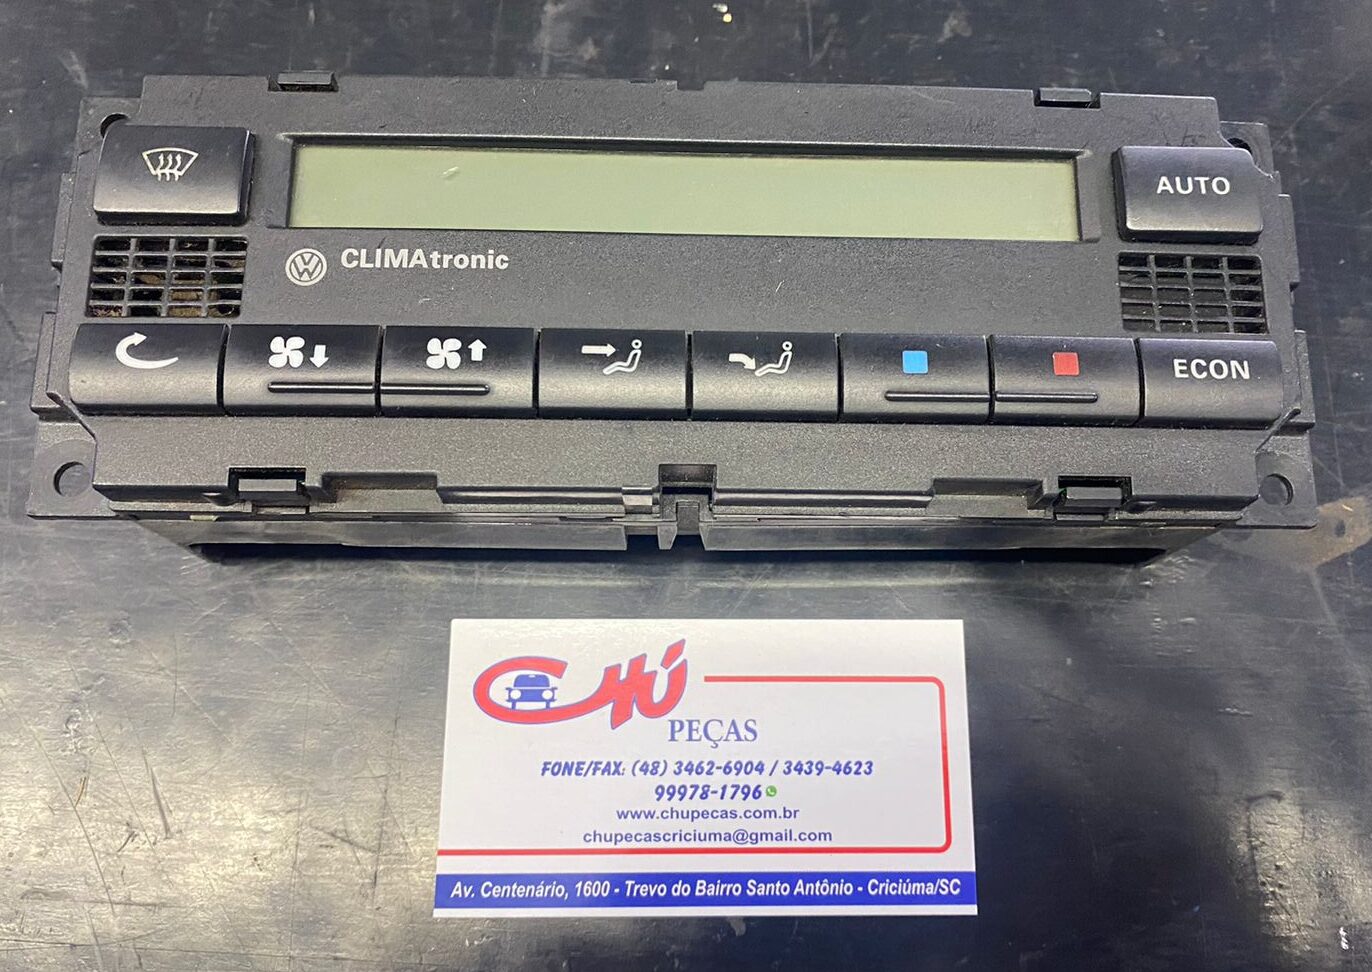 AUTO
CLIMAtronic
ECON
CHÚ
PEÇAS
FONE/FAX: (48) 3462-6904 / 3439-4623
99978-1796
www.chupecas.com.br
chupecascriciuma@gmail.com
Av. Centenário, 1600 - Trevo do Bairro Santo Antônio - Criciúma/SC